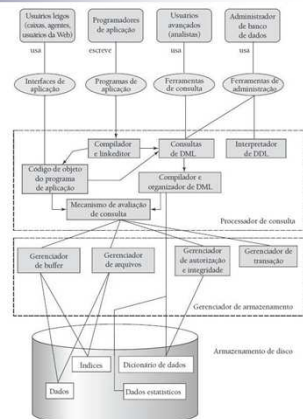 Usuários leigos
(caixas, agentes,
usuários da Web)
Programadores
de aplicação
Usuários
avançados
(analistas)
Administrador
de banco
de dados
usa
escreve
usa
usa
Interfaces de
aplicação
Programas de
aplicação
Ferramentas
de consulta
Ferramentas de
administração
Compilador
e linkeditor
Consultas
de DML
Interpretador
de DDL
Código de objeto
do programa
de aplicação
Compilador e
organizador de DML
Mecanismo de avaliação
de consulta
Processador de consulta
Gerenciador
de buffer
Gerenciador
de arquivos
Gerenciador
de autorização
e integridade
Gerenciador de
transação
Gerenciador de armazenamento
Armazenamento de disco
Índices
Dicionário de dados
Dados
Dados estatísticos